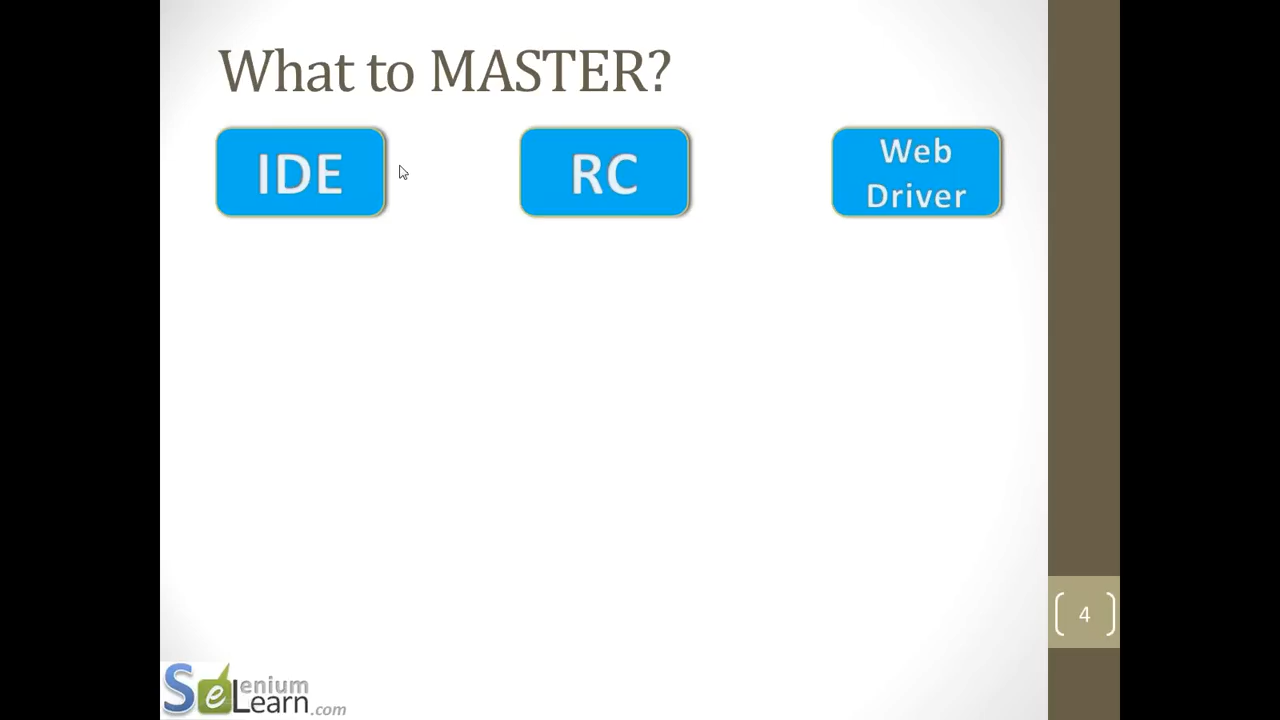 What to MASTER?
IDE
RC
Web
Driver
4
Selenium
Learn.com